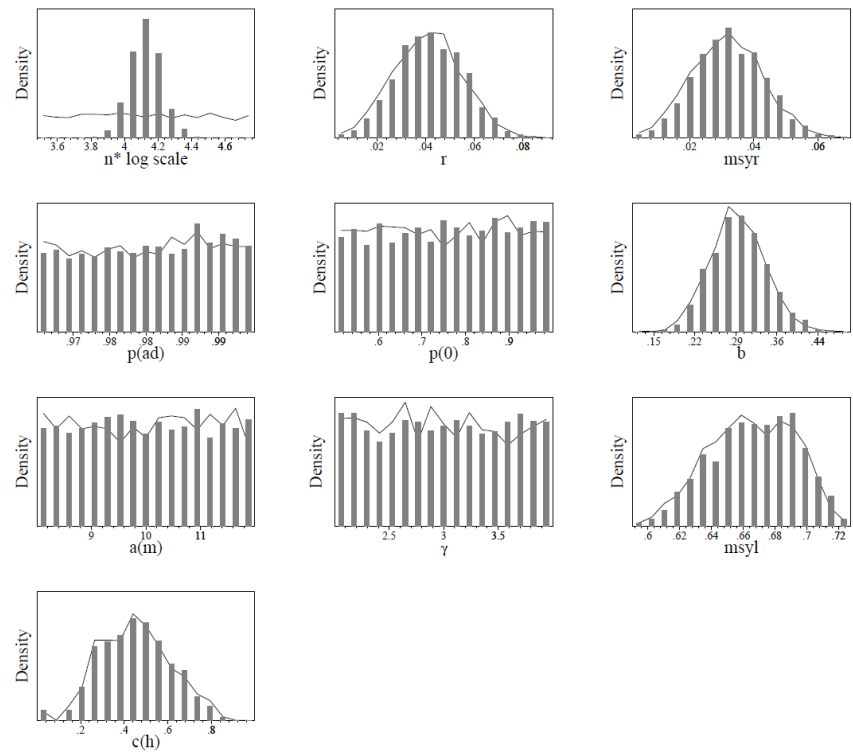 Density
3.6 3.8 4 4.2 4.4 4.6
n* log scale
Density
.02 .04 .06 .08
r
Density
.02 .04 .06
msyr
Density
.97 .98 .98 .99 .99
p(ad)
Density
.6 .7 .8 .9
p(0)
Density
.15 .22 .29 .36 .44
b
Density
9 10 11
a(m)
Density
2.5 3 3.5
γ
Density
.6 .62 .64 .66 .68 .7 .72
msyl
Density
.2 .4 .6 .8
c(h)